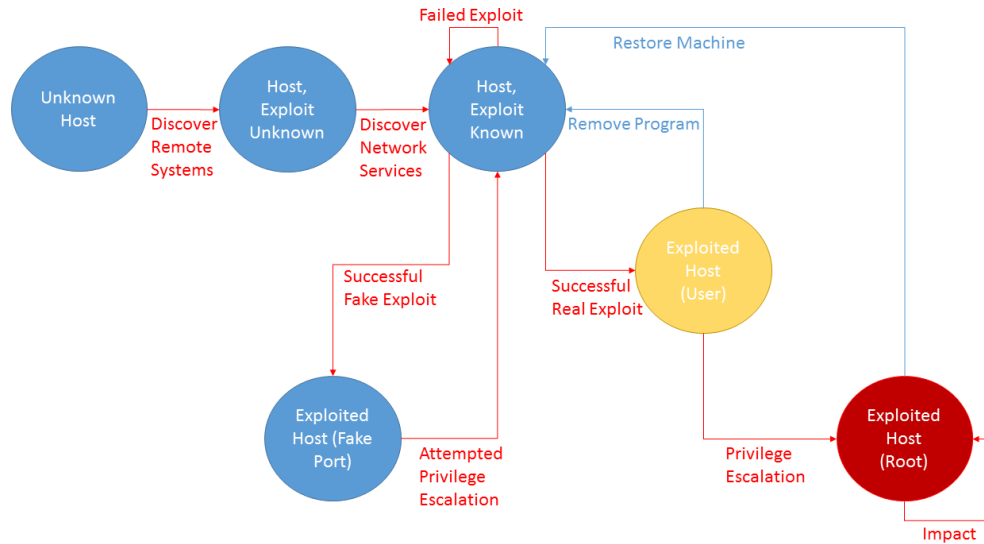 Failed Exploit
Restore Machine
Unknown
Host
Host,
Exploit
Unknown
Host,
Exploit
Known
Discover
Remote
Systems
Discover
Network
Services
Remove Program
Successful
Fake Exploit
Successful
Real Exploit
Exploited
Host
(User)
Exploited
Host (Fake
Port)
Attempted
Privilege
Escalation
Privilege
Escalation
Exploited
Host
(Root)
Impact